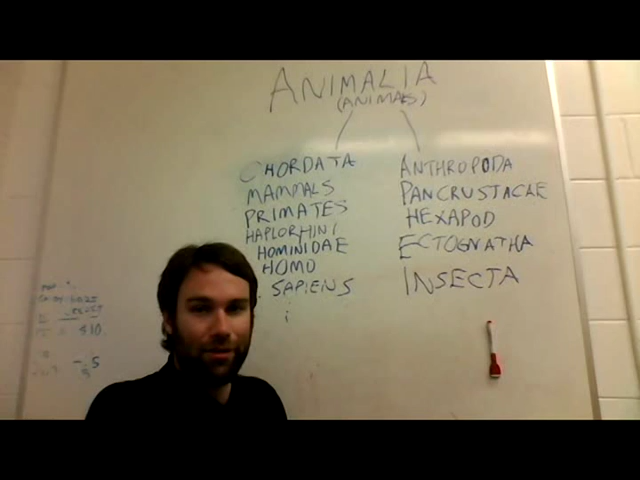 ANIMALIA
(ANIMALS)
CHORDATA
MAMMALS
PRIMATES
HAPLORHINI
HOMINIDAE
HOMO
SAPIENS
ANTHROPODA
PANCRUSTACAE
HEXAPOD
ECTOGNATHA
INSECTA